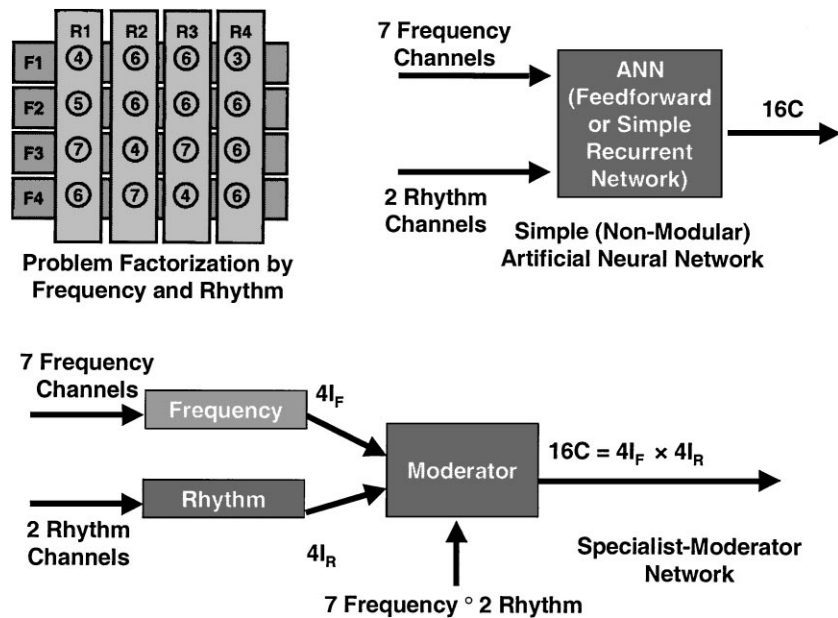 R1 R2 R3 R4
F1 4 6 6 3
F2 5 6 6 6
F3 7 4 7 6
F4 6 7 4 6
Problem Factorization by
Frequency and Rhythm
7 Frequency
Channels
ANN
(Feedforward
or Simple
Recurrent
Network)
16C
2 Rhythm
Channels
Simple (Non-Modular)
Artificial Neural Network
7 Frequency
Channels
Frequency
4I_F
Moderator
16C = 4I_F × 4I_R
Rhythm
2 Rhythm
Channels
4I_R
Specialist-Moderator
Network
7 Frequency ° 2 Rhythm